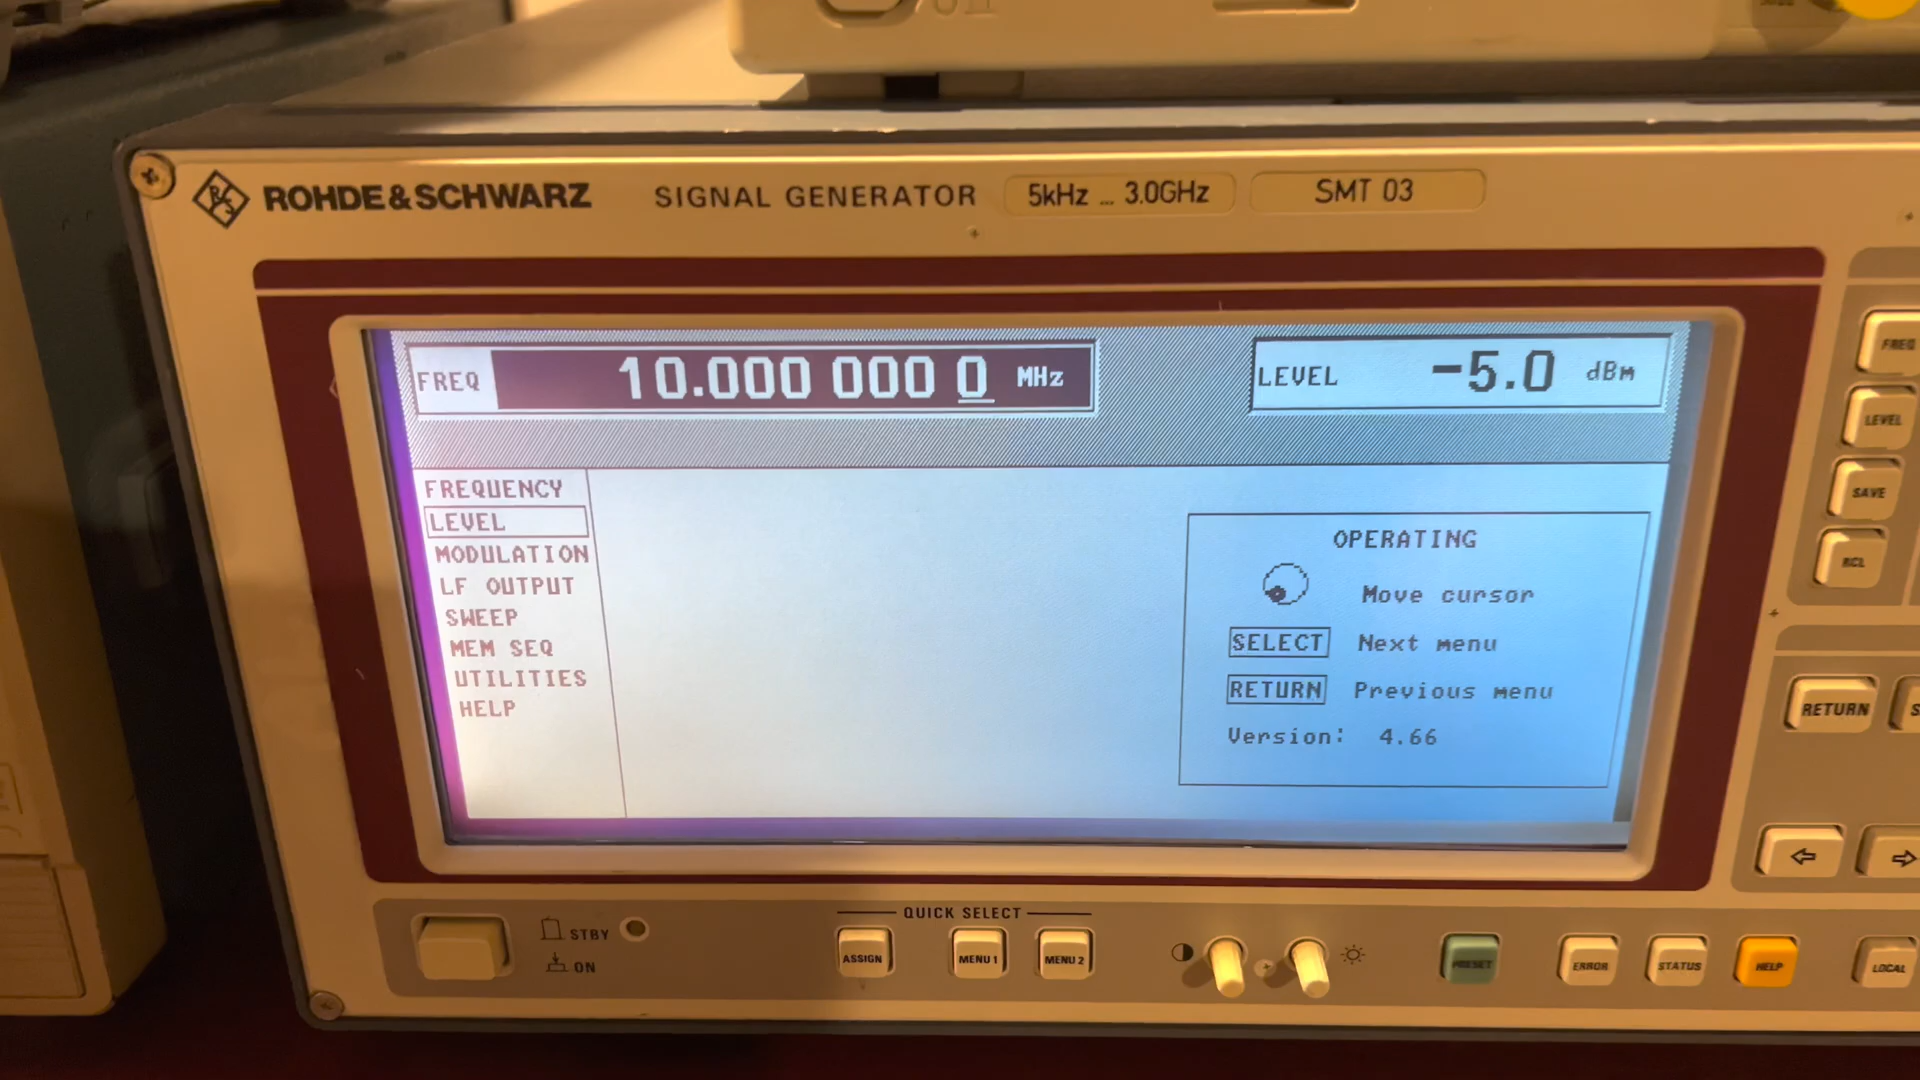 ROHDE&SCHWARZ SIGNAL GENERATOR 5kHz ... 3.0GHz SMT 03
FREQ 10.000 000 0 MHz LEVEL -5.0 dBm
FREQUENCY
LEVEL
MODULATION
LF OUTPUT
SWEEP
MEM SEQ
UTILITIES
HELP
OPERATING
Move cursor
SELECT Next menu
RETURN Previous menu
Version: 4.66
FREQ
LEVEL
SAVE
RCL
RETURN
STBY
ON
QUICK SELECT
ASSIGN MENU 1 MENU 2
PRESET ERROR STATUS HELP LOCAL